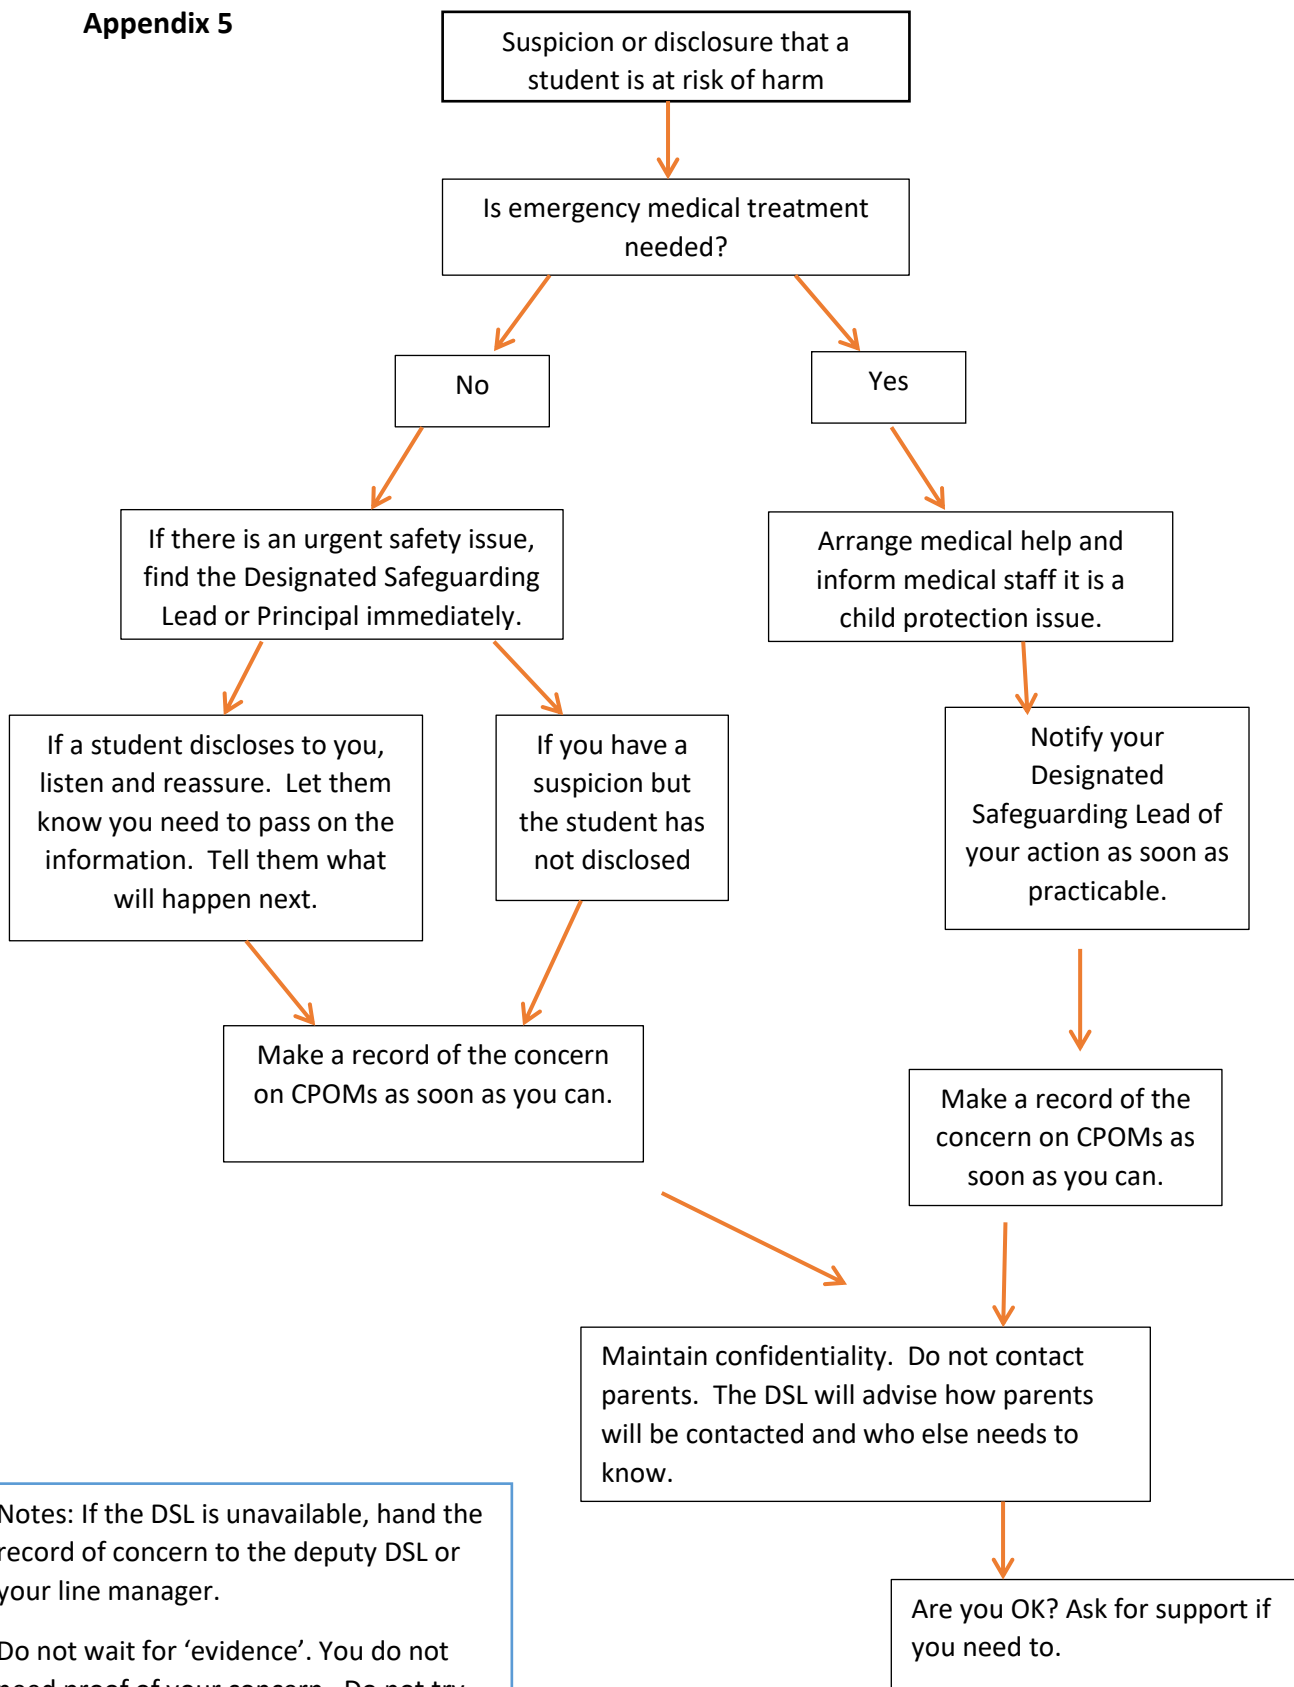 Appendix 5
Suspicion or disclosure that a
student is at risk of harm
Is emergency medical treatment
needed?
No
Yes
If there is an urgent safety issue,
find the Designated Safeguarding
Lead or Principal immediately.
Arrange medical help and
inform medical staff it is a
child protection issue.
If a student discloses to you,
listen and reassure. Let them
know you need to pass on the
information. Tell them what
will happen next.
If you have a
suspicion but
the student has
not disclosed
Notify your
Designated
Safeguarding Lead of
your action as soon as
practicable.
Make a record of the concern
on CPOMs as soon as you can.
Make a record of the
concern on CPOMs as
soon as you can.
Maintain confidentiality. Do not contact
parents. The DSL will advise how parents
will be contacted and who else needs to
know.
Notes: If the DSL is unavailable, hand the
record of concern to the deputy DSL or
your line manager.
Do not wait for ‘evidence’. You do not
need proof of your concern. Do not try
Are you OK? Ask for support if
you need to.